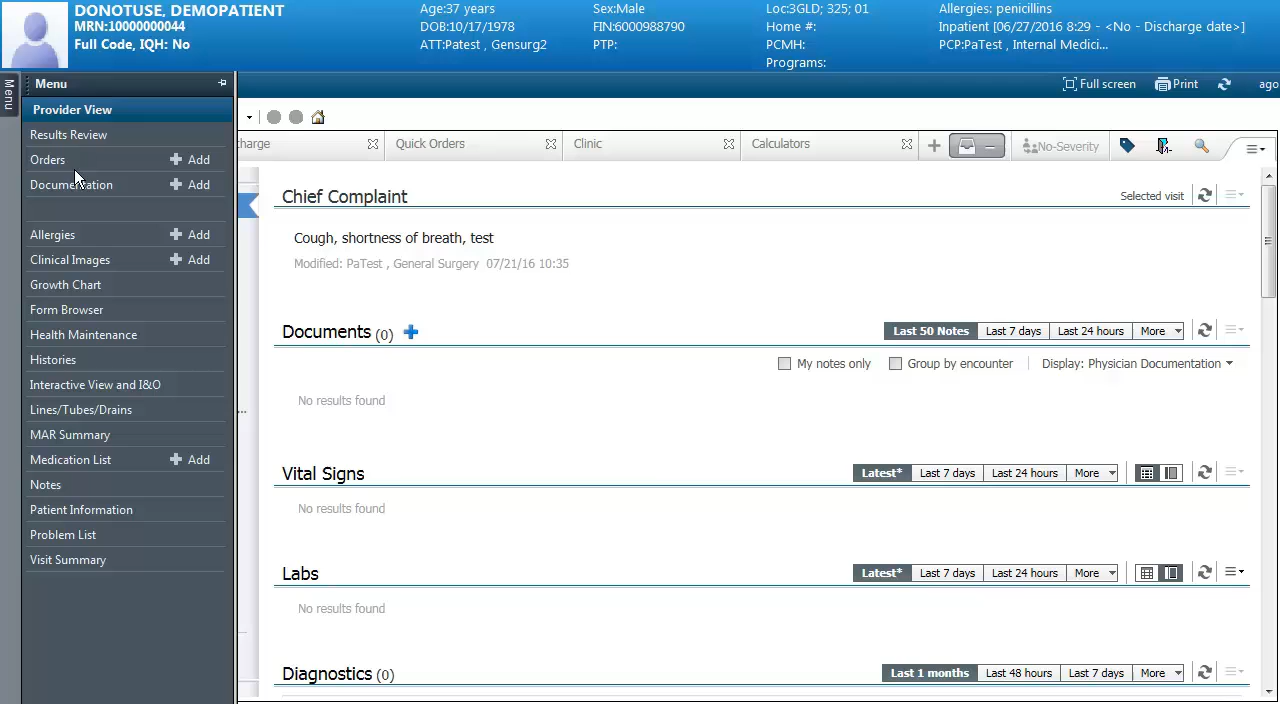 DONOTUSE, DEMOPATIENT
MRN:10000000044
Full Code, IQH: No
Age:37 years
DOB:10/17/1978
ATT:Patest , Gensurg2
Sex:Male
FIN:6000988790
PTP:
Loc:3GLD; 325; 01
Home #:
PCMH:
Programs:
Allergies: penicillins
Inpatient [06/27/2016 8:29 - <No - Discharge date>]
PCP:PaTest , Internal Medici...
Menu
Menu
Full screen
Print
ago
Provider View
Results Review
Orders Add
Documentation Add
Allergies Add
Clinical Images Add
Growth Chart
Form Browser
Health Maintenance
Histories
Interactive View and I&O
Lines/Tubes/Drains
MAR Summary
Medication List Add
Notes
Patient Information
Problem List
Visit Summary
charge
Quick Orders
Clinic
Calculators
No-Severity
Chief Complaint
Selected visit
Cough, shortness of breath, test
Modified: PaTest , General Surgery 07/21/16 10:35
Documents (0)
Last 50 Notes Last 7 days Last 24 hours More
My notes only Group by encounter Display: Physician Documentation
No results found
Vital Signs
Latest* Last 7 days Last 24 hours More
No results found
Labs
Latest* Last 7 days Last 24 hours More
No results found
Diagnostics (0)
Last 1 months Last 48 hours Last 7 days More